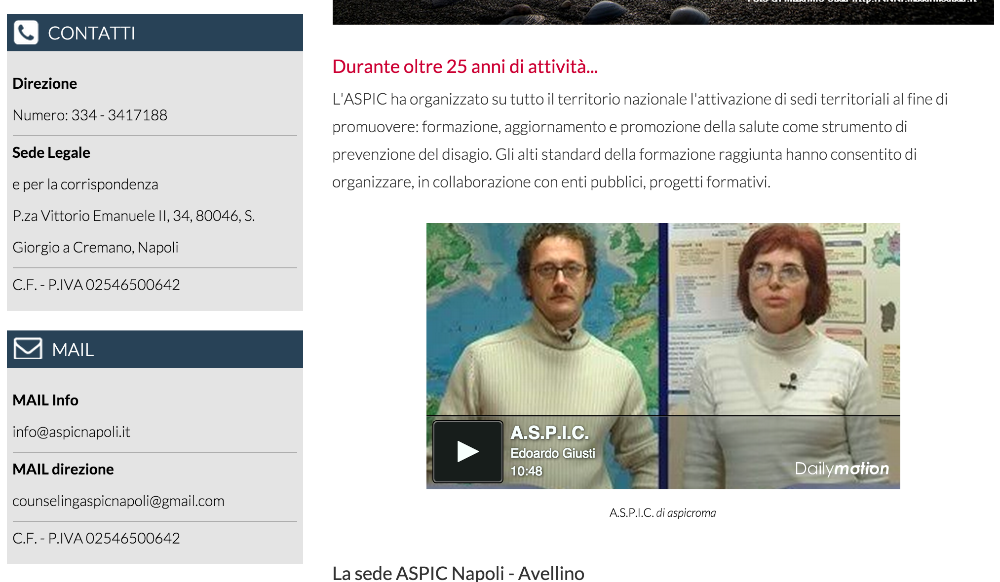 CONTATTI
Direzione
Numero: 334 - 3417188
Sede Legale
e per la corrispondenza
P.za Vittorio Emanuele II, 34, 80046, S.
Giorgio a Cremano, Napoli
C.F. - P.IVA 02546500642
MAIL
MAIL Info
info@aspicnapoli.it
MAIL direzione
counselingaspicnapoli@gmail.com
C.F. - P.IVA 02546500642
Durante oltre 25 anni di attività...
L'ASPIC ha organizzato su tutto il territorio nazionale l'attivazione di sedi territoriali al fine di
promuovere: formazione, aggiornamento e promozione della salute come strumento di
prevenzione del disagio. Gli alti standard della formazione raggiunta hanno consentito di
organizzare, in collaborazione con enti pubblici, progetti formativi.
A.S.P.I.C.
Edoardo Giusti
10:48
Dailymotion
A.S.P.I.C. di aspicroma
La sede ASPIC Napoli - Avellino